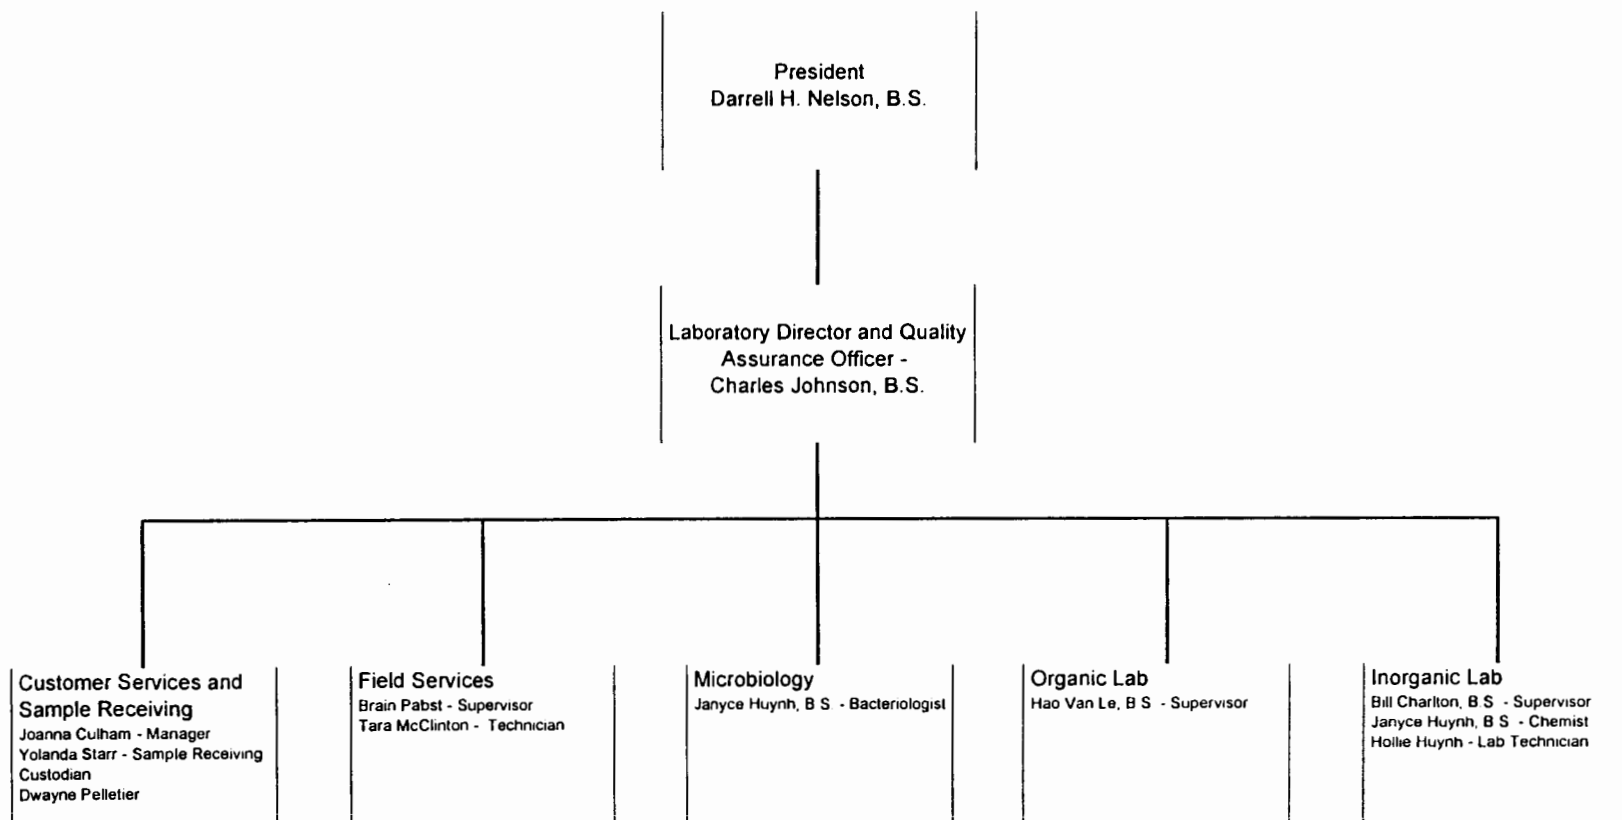 President
Darrell H. Nelson, B.S.
Laboratory Director and Quality
Assurance Officer -
Charles Johnson, B.S.
Customer Services and
Sample Receiving
Joanna Culham - Manager
Yolanda Starr - Sample Receiving
Custodian
Dwayne Pelletier
Field Services
Brain Pabst - Supervisor
Tara McClinton - Technician
Microbiology
Janyce Huynh, B S. - Bacteriologist
Organic Lab
Hao Van Le, B S - Supervisor
Inorganic Lab
Bill Charlton, B.S - Supervisor
Janyce Huynh, B S - Chemist
Hollie Huynh - Lab Technician